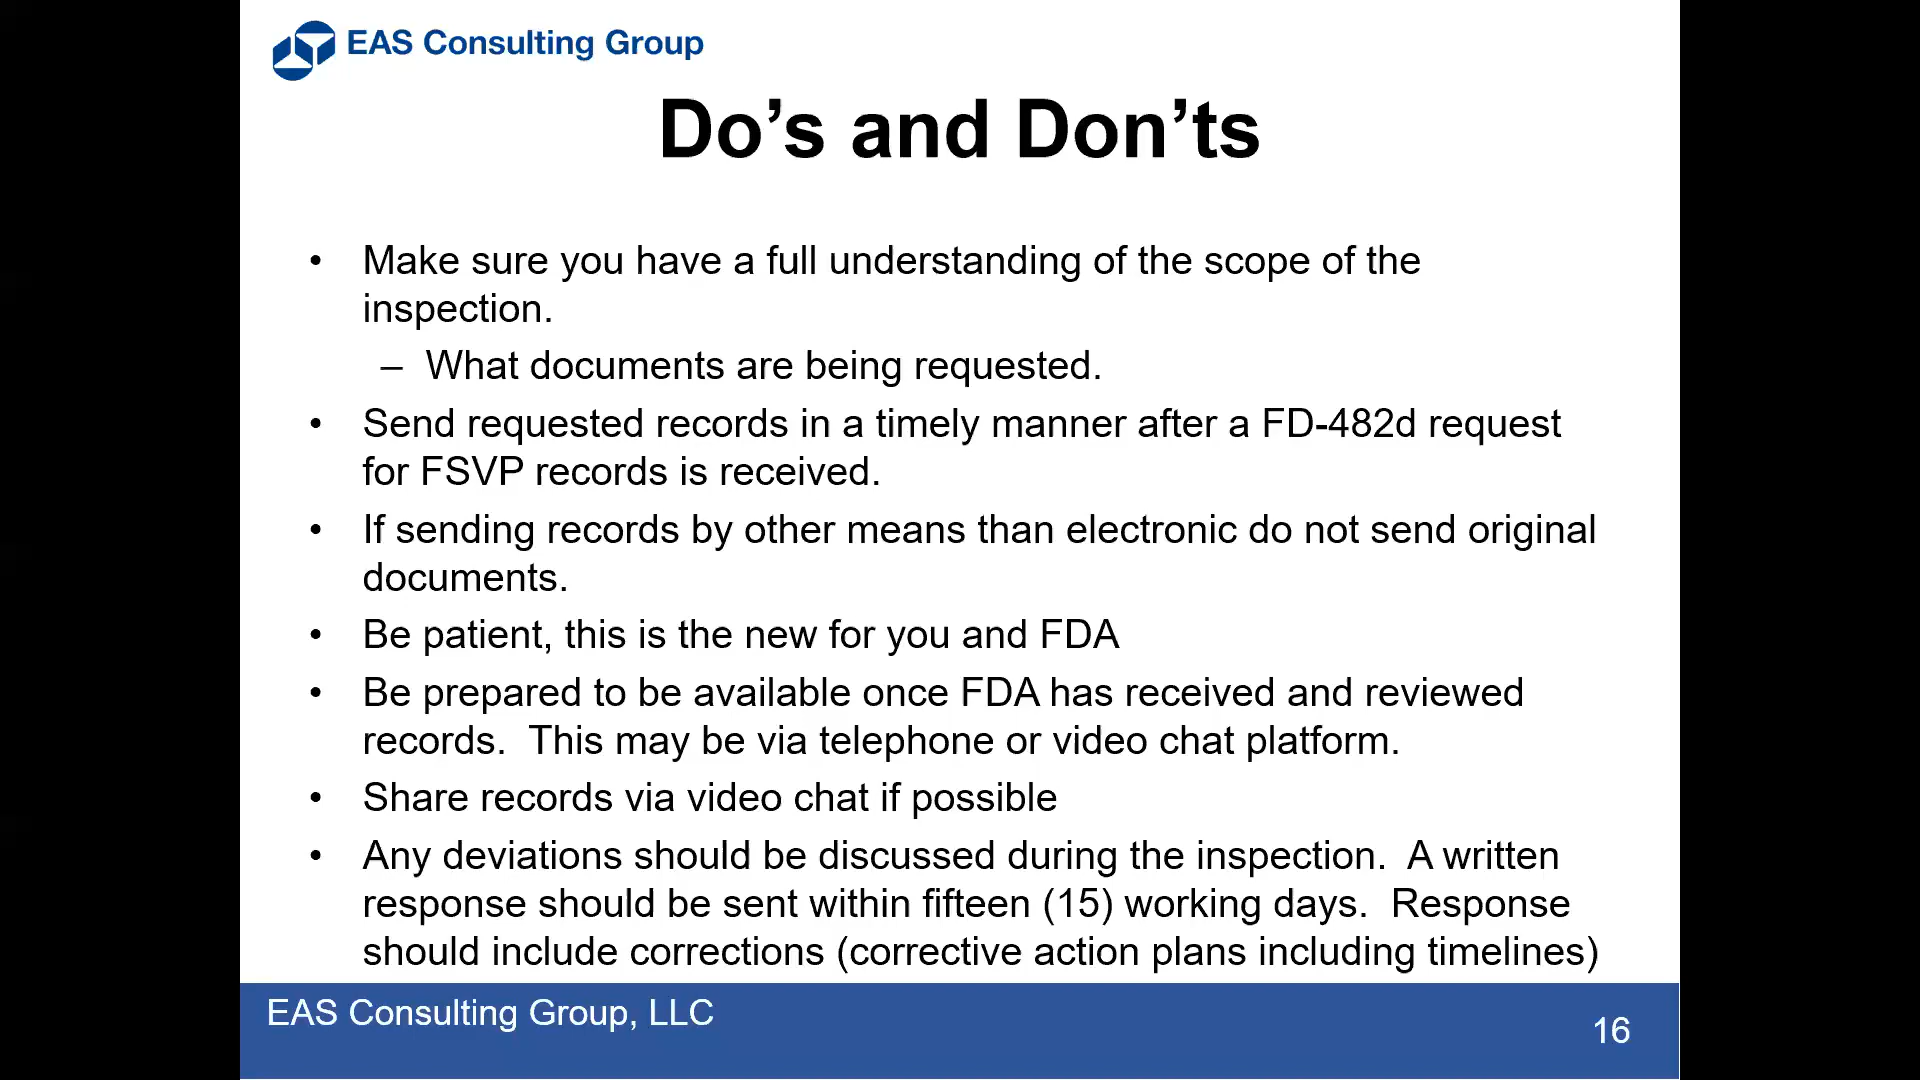 EAS Consulting Group
Do’s and Don’ts
• Make sure you have a full understanding of the scope of the
inspection.
– What documents are being requested.
• Send requested records in a timely manner after a FD-482d request
for FSVP records is received.
• If sending records by other means than electronic do not send original
documents.
• Be patient, this is the new for you and FDA
• Be prepared to be available once FDA has received and reviewed
records.  This may be via telephone or video chat platform.
• Share records via video chat if possible
• Any deviations should be discussed during the inspection.  A written
response should be sent within fifteen (15) working days.  Response
should include corrections (corrective action plans including timelines)
EAS Consulting Group, LLC
16